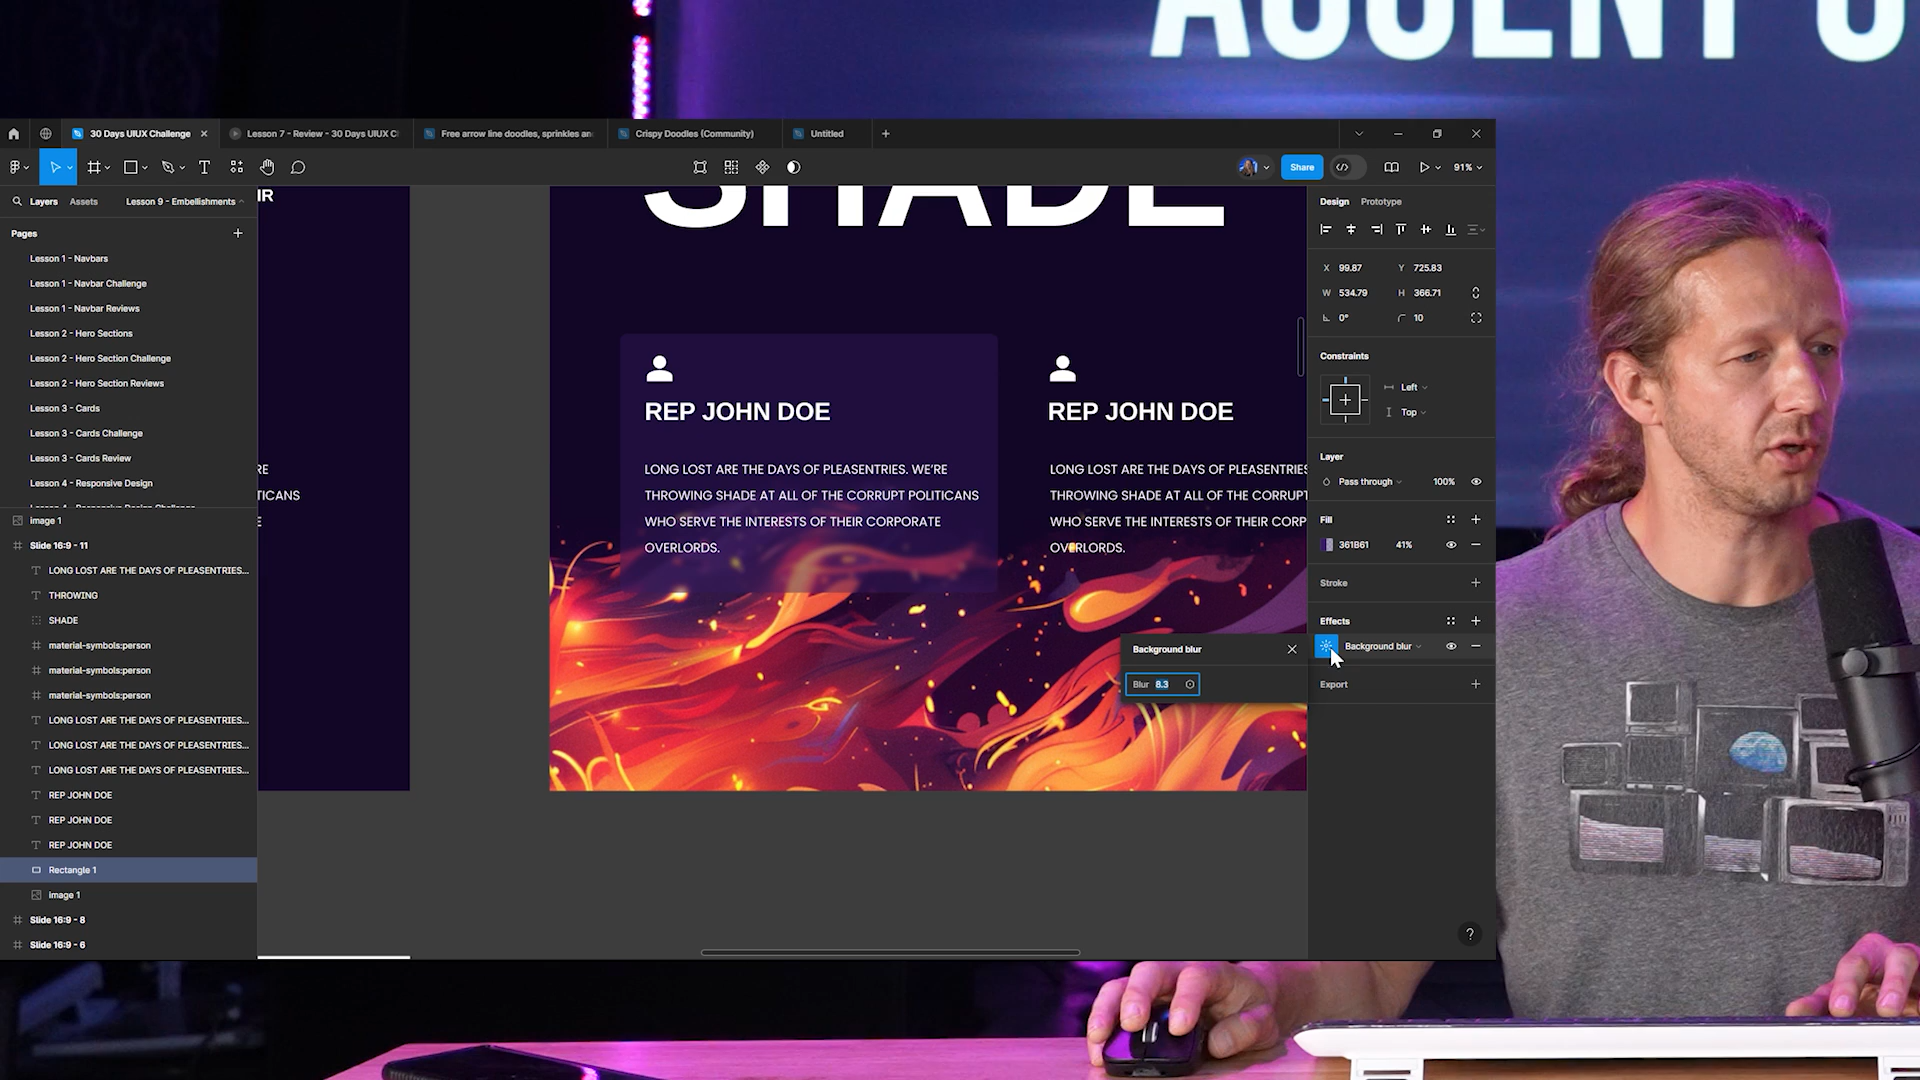 ACCENT S
30 Days UIUX Challenge
Lesson 7 - Review - 30 Days UIUX C
Free arrow line doodles, sprinkles an
Crispy Doodles (Community)
Untitled
T
Share
91%
Layers
Assets
Lesson 9 - Embellishments
Pages
Lesson 1 - Navbars
Lesson 1 - Navbar Challenge
Lesson 1 - Navbar Reviews
Lesson 2 - Hero Sections
Lesson 2 - Hero Section Challenge
Lesson 2 - Hero Section Reviews
Lesson 3 - Cards
Lesson 3 - Cards Challenge
Lesson 3 - Cards Review
Lesson 4 - Responsive Design
Lesson 4 - Responsive Design Challenge
image 1
Slide 16:9 - 11
LONG LOST ARE THE DAYS OF PLEASENTRIES...
THROWING
SHADE
material-symbols:person
material-symbols:person
material-symbols:person
LONG LOST ARE THE DAYS OF PLEASENTRIES...
LONG LOST ARE THE DAYS OF PLEASENTRIES...
LONG LOST ARE THE DAYS OF PLEASENTRIES...
REP JOHN DOE
REP JOHN DOE
REP JOHN DOE
Rectangle 1
image 1
Slide 16:9 - 8
Slide 16:9 - 6
IR
RE
TICANS
E
SHADE
REP JOHN DOE
LONG LOST ARE THE DAYS OF PLEASENTRIES. WE'RE
THROWING SHADE AT ALL OF THE CORRUPT POLITICANS
WHO SERVE THE INTERESTS OF THEIR CORPORATE
OVERLORDS.
REP JOHN DOE
LONG LOST ARE THE DAYS OF PLEASENTRIES
THROWING SHADE AT ALL OF THE CORRUPT
WHO SERVE THE INTERESTS OF THEIR CORP
OVERLORDS.
Background blur
Blur 8.3
Design
Prototype
X 99.87 Y 725.83
W 534.79 H 366.71
0° 10
Constraints
Left
Top
Layer
Pass through 100%
Fill
361B61 41%
Stroke
Effects
Background blur
Export
?